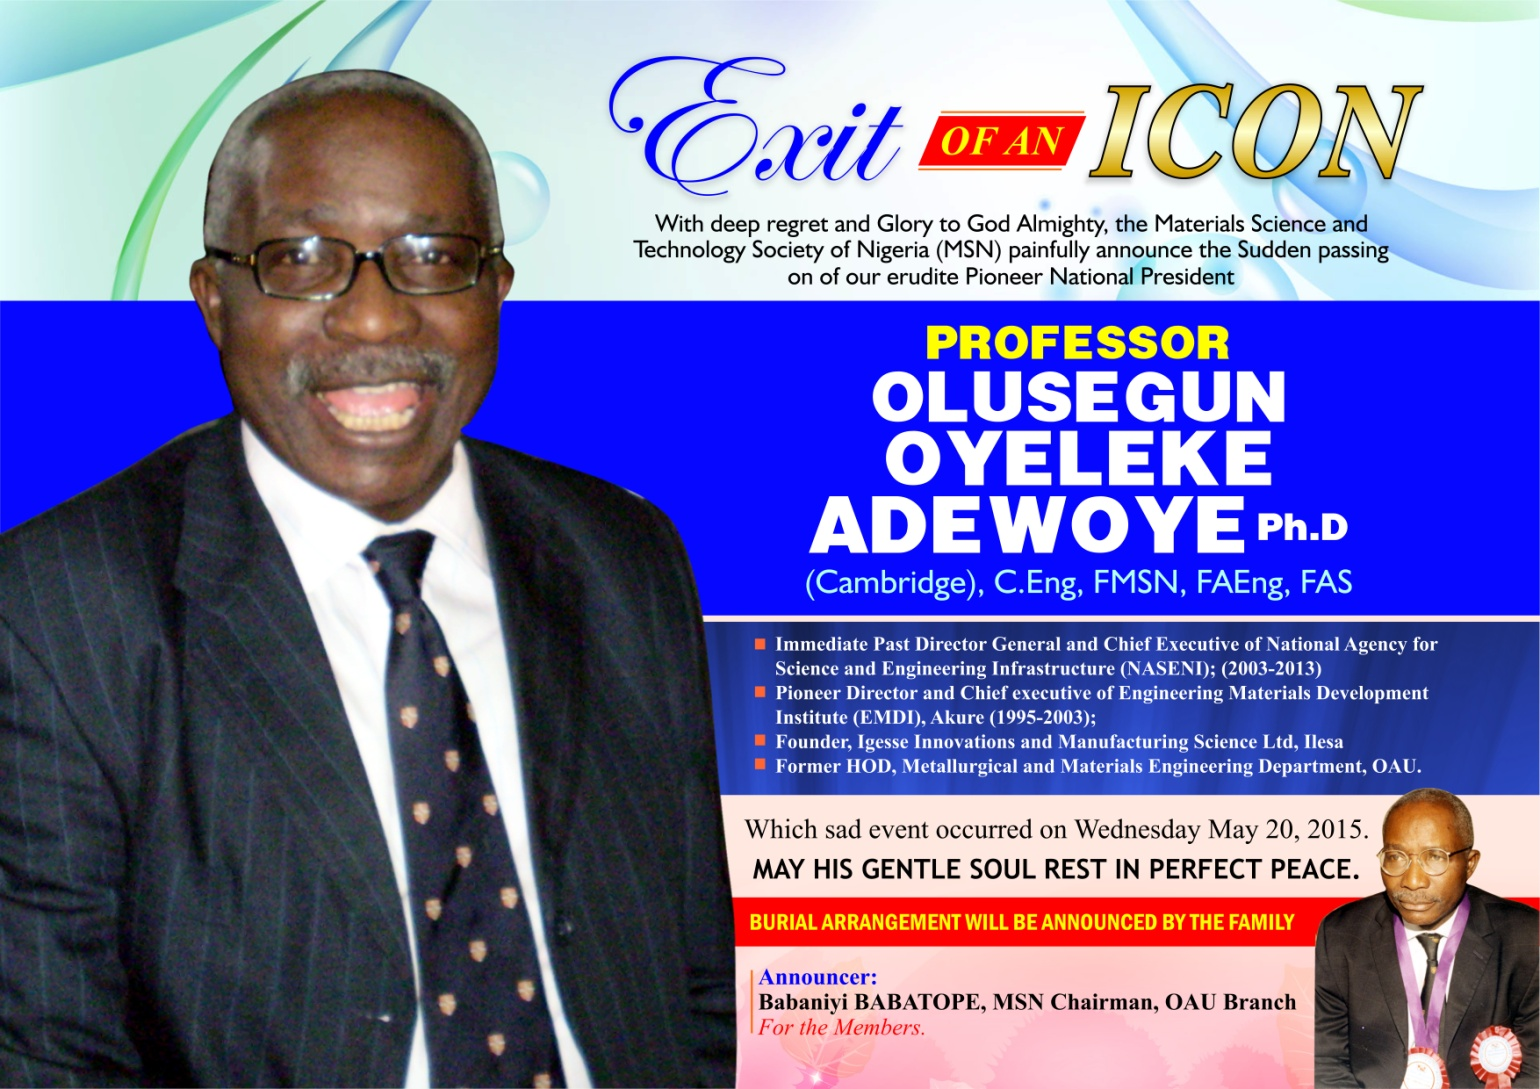 Exit OF AN ICON
With deep regret and Glory to God Almighty, the Materials Science and
Technology Society of Nigeria (MSN) painfully announce the Sudden passing
on of our erudite Pioneer National President
PROFESSOR
OLUSEGUN
OYELEKE
ADEWOYE Ph.D
(Cambridge), C.Eng, FMSN, FAEng, FAS
Immediate Past Director General and Chief Executive of National Agency for
Science and Engineering Infrastructure (NASENI); (2003-2013)
Pioneer Director and Chief executive of Engineering Materials Development
Institute (EMDI), Akure (1995-2003);
Founder, Igesse Innovations and Manufacturing Science Ltd, Ilesa
Former HOD, Metallurgical and Materials Engineering Department, OAU.
Which sad event occurred on Wednesday May 20, 2015.
MAY HIS GENTLE SOUL REST IN PERFECT PEACE.
BURIAL ARRANGEMENT WILL BE ANNOUNCED BY THE FAMILY
Announcer:
Babaniyi BABATOPE, MSN Chairman, OAU Branch
For the Members.